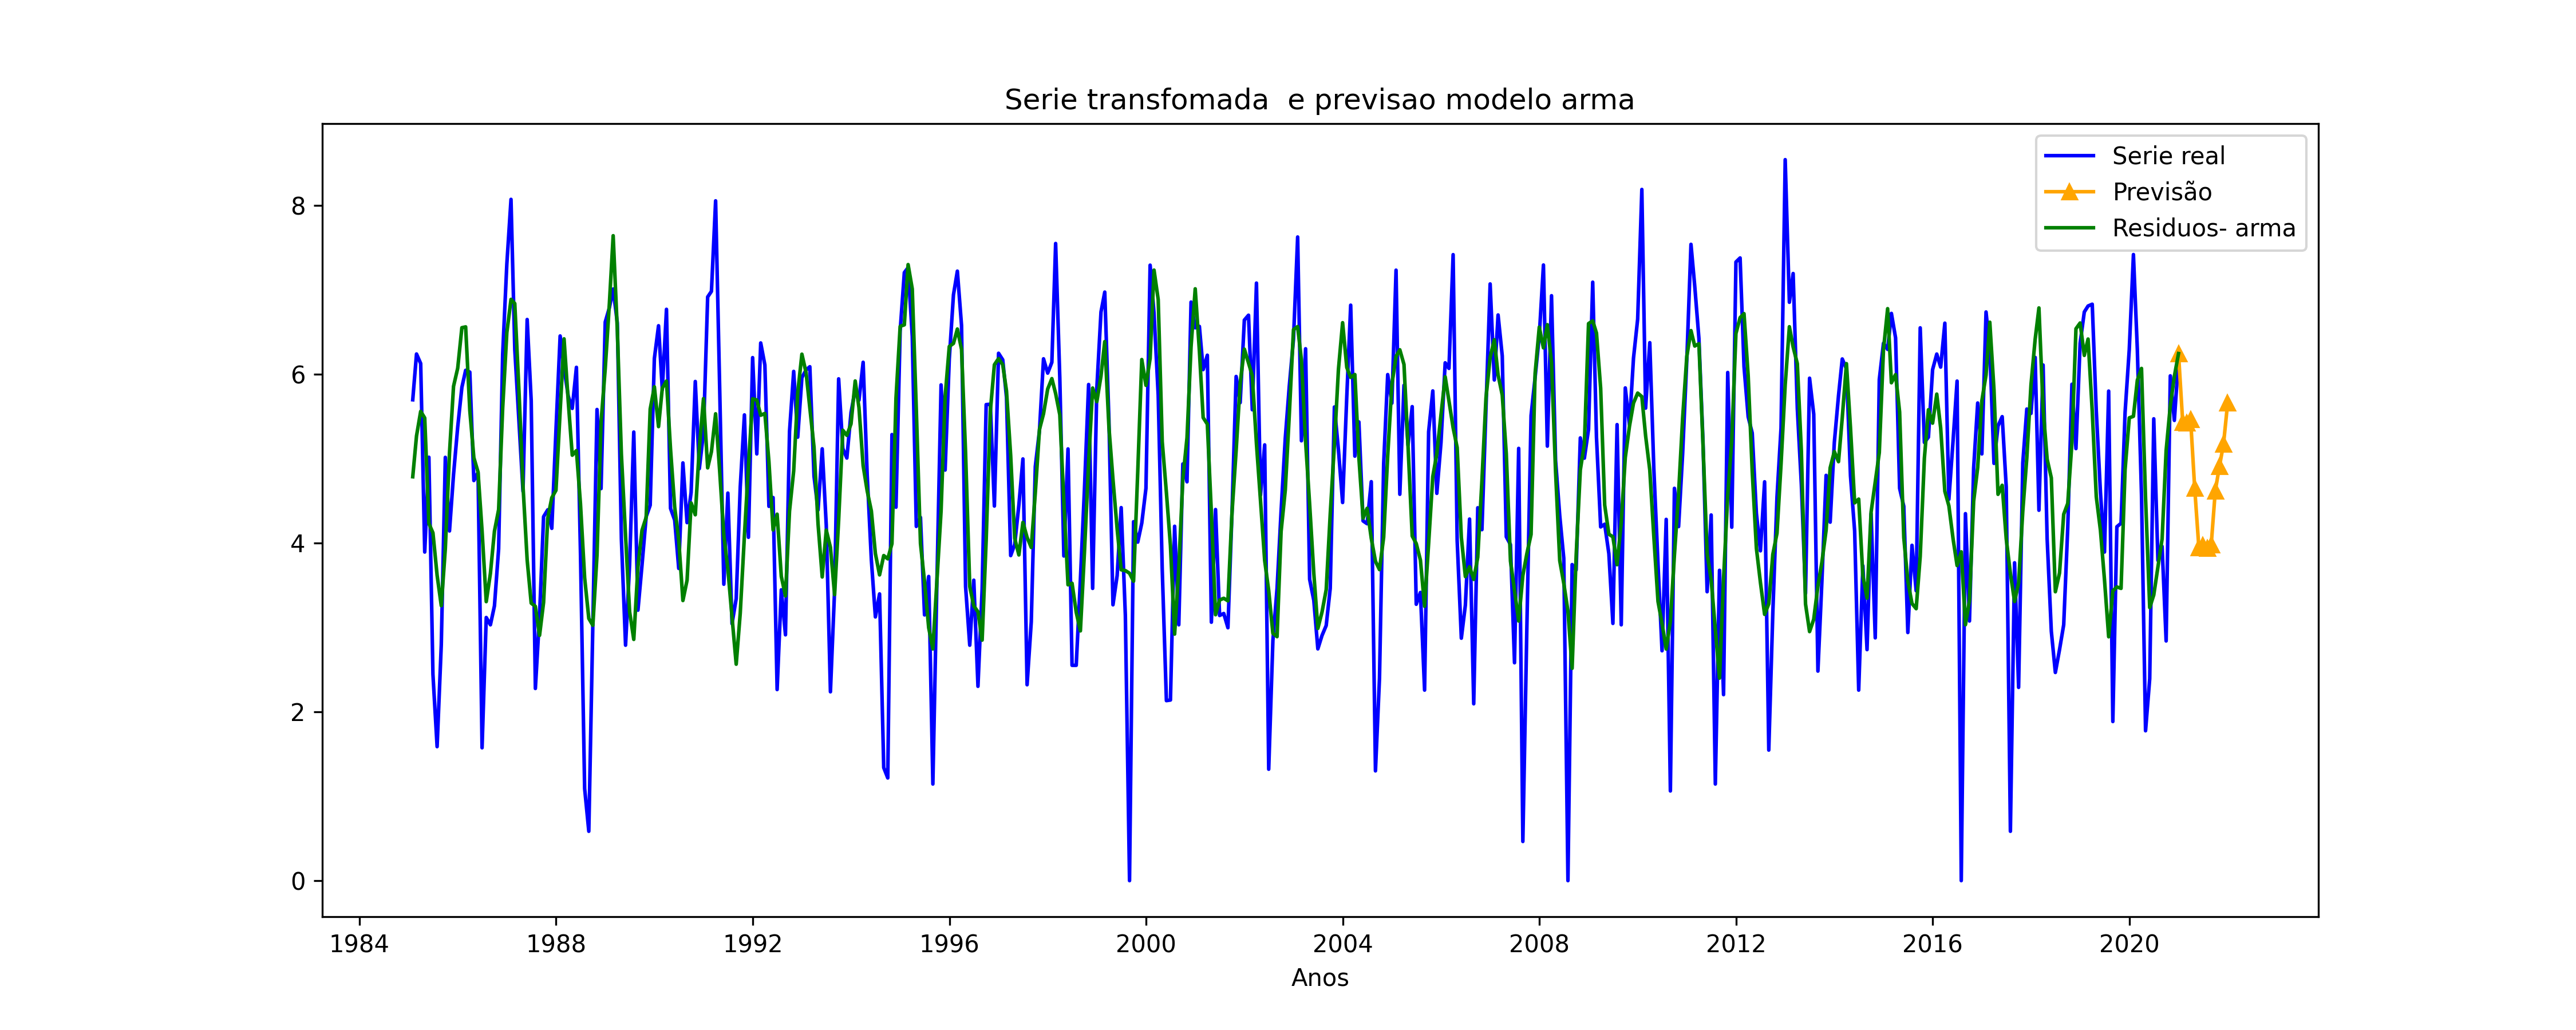 Serie transfomada  e previsao modelo arma
Serie real
Previsão
Residuos- arma
8
6
4
2
0
1984 1988 1992 1996 2000 2004 2008 2012 2016 2020
Anos